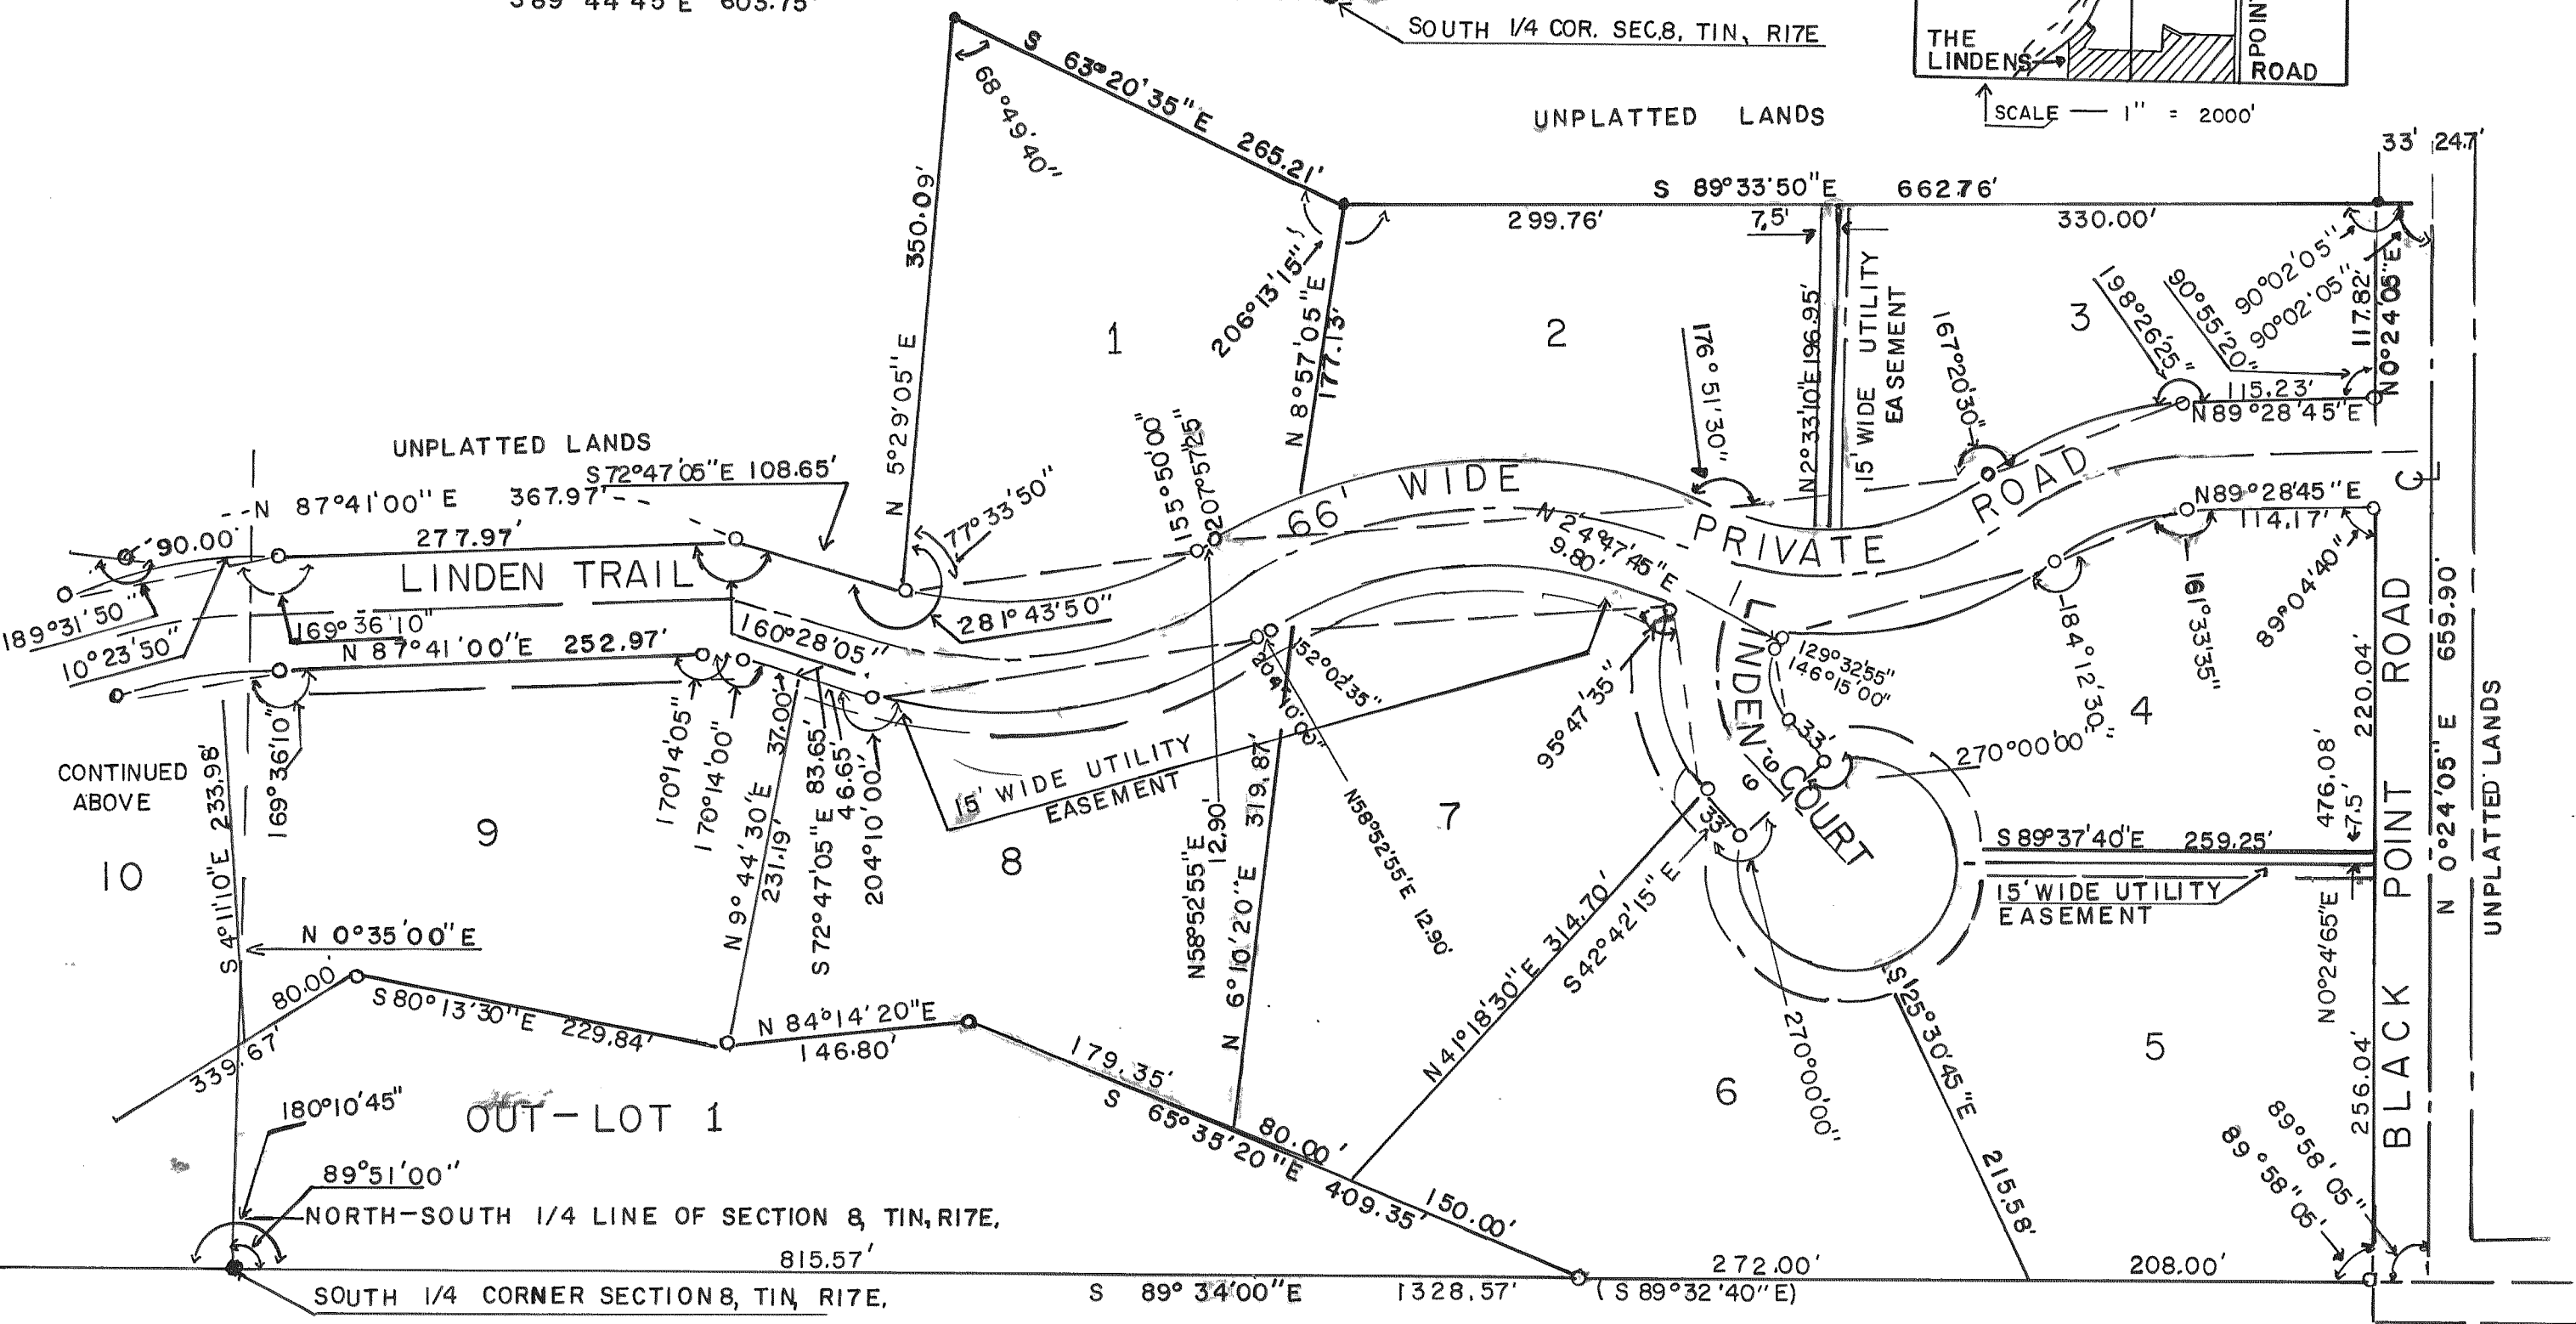 S 89° 44' 45" E 603.75'
SOUTH 1/4 COR. SEC.8, T1N, R17E
THE
LINDENS
POINT
ROAD
SCALE — 1" = 2000'
UNPLATTED LANDS
33' 24.7'
S 63°20'35"E 265.21'
68°49'40"
S 89°33'50"E 662.76'
299.76'
7.5'
330.00'
350.09'
N 5°29'05"E
1
206°13'15"
N 8°57'05"E
177.13'
2
176°51'30"
N2°33'10"E 196.95'
15' WIDE UTILITY
EASEMENT
3
167°20'30"
198°26'25"
90°55'20"
90°02'05"
90°02'05"
117.82'
N0°24'05"E
115.23'
N89°28'45"E
UNPLATTED LANDS
S72°47'05"E 108.65'
N 87°41'00"E 367.97'
90.00'
277.97'
LINDEN TRAIL
77°33'50"
155°50'00"
207°57'25"
66' WIDE PRIVATE ROAD
N 24°47'45"E
9.80'
N89°28'45"E
114.17'
189°31'50"
10°23'50"
169°36'10"
N 87°41'00"E 252.97'
160°28'05"
281°43'50"
204°10'00"
152°02'35"
95°47'35"
LINDEN COURT
66'
129°32'55"
146°15'00"
184°12'30"
161°33'35"
89°04'40"
4
33'
270°00'00"
220.04'
BLACK POINT ROAD
N 0°24'05" E 659.90'
UNPLATTED LANDS
CONTINUED
ABOVE
233.98'
S 4°11'10"E
169°36'10"
170°14'05"
170°14'00"
37.00'
N 9°44'30"E
231.19'
S 72°47'05"E 83.65'
46.65'
204°10'00"
15' WIDE UTILITY
EASEMENT
N58°52'55"E
12.90'
N 6°10'20"E 319.87'
N58°52'55"E 12.90'
7
33'
476.08'
7.5'
S 89°37'40"E 259.25'
15' WIDE UTILITY
EASEMENT
10
9
8
N 0°35'00"E
80.00'
339.67'
S 80°13'30"E 229.84'
N 84°14'20"E
146.80'
N41°18'30"E 314.70'
S42°42'15"E
270°00'00"
S 25°30'45"E
215.58'
N0°24'65"E
256.04'
6
5
OUT-LOT 1
180°10'45"
89°51'00"
179.35'
S 65°35'20"E 409.35'
80.00'
150.00'
89°58'05"
89°58'05'
NORTH-SOUTH 1/4 LINE OF SECTION 8, T1N, R17E.
815.57'
272.00'
208.00'
SOUTH 1/4 CORNER SECTION 8, T1N, R17E.
S 89°34'00"E 1328.57' (S 89°32'40"E)